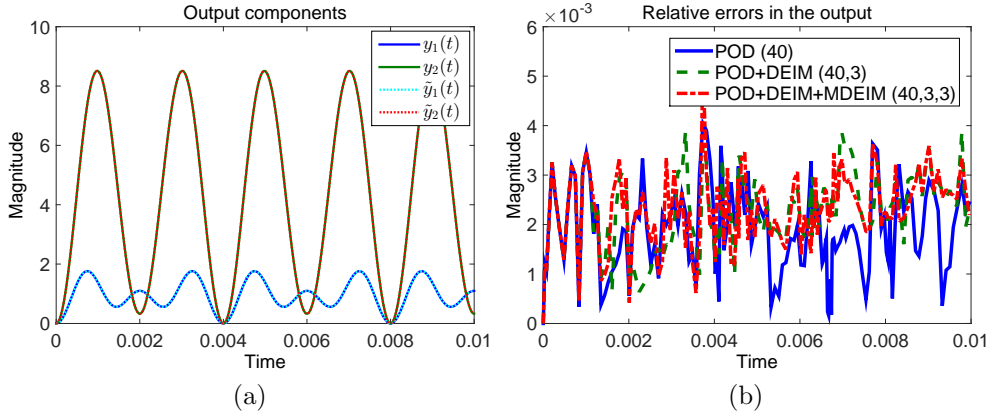 Output components
10
8
6
4
2
0
Magnitude
y₁(t)
y₂(t)
ỹ₁(t)
ỹ₂(t)
0
0.002
0.004
0.006
0.008
0.01
Time
(a)
×10⁻³
Relative errors in the output
6
5
4
3
2
1
0
Magnitude
POD (40)
POD+DEIM (40,3)
POD+DEIM+MDEIM (40,3,3)
0
0.002
0.004
0.006
0.008
0.01
Time
(b)